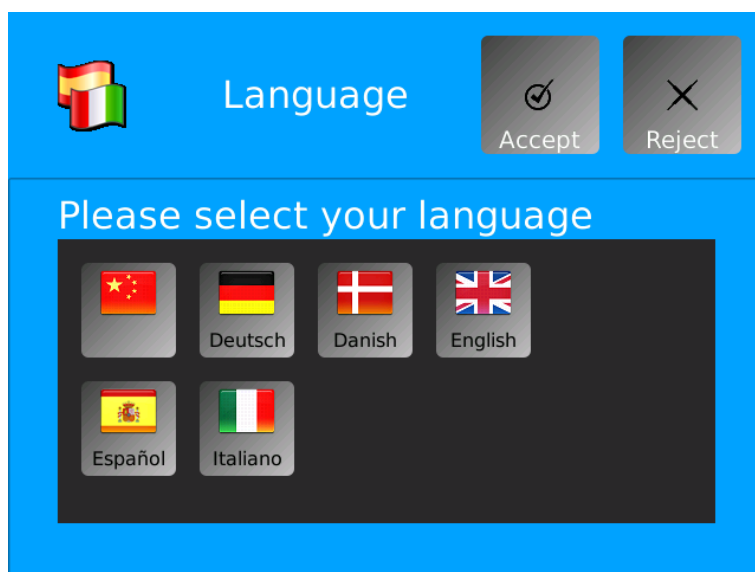 Language
Accept
Reject
Please select your language
Deutsch
Danish
English
Español
Italiano